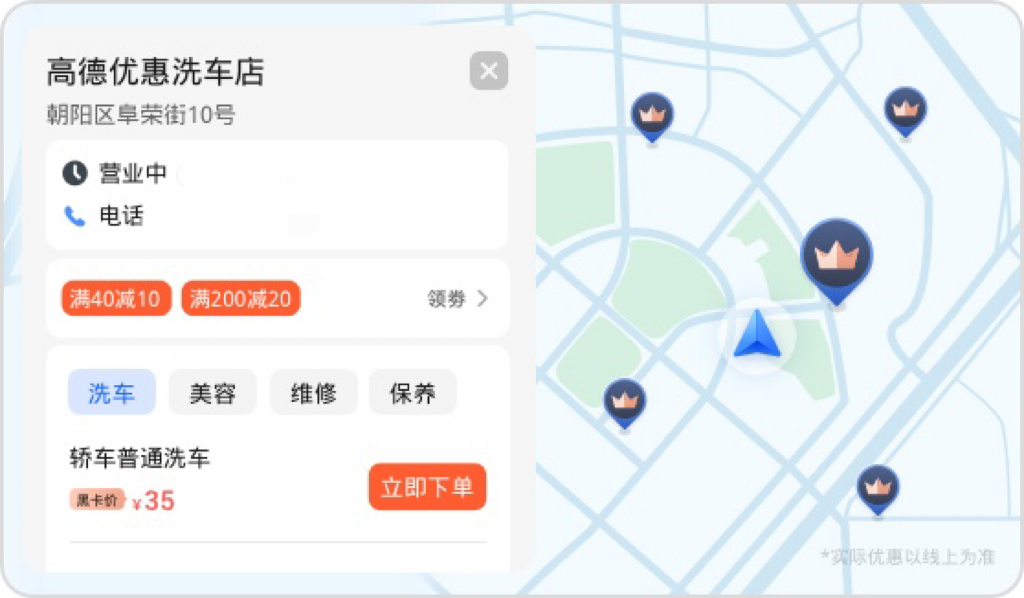 高德优惠洗车店
朝阳区阜荣街10号
营业中
电话
满40减10 满200减20 领券
洗车 美容 维修 保养
轿车普通洗车
黑卡价 ¥35
立即下单
*实际优惠以线上为准